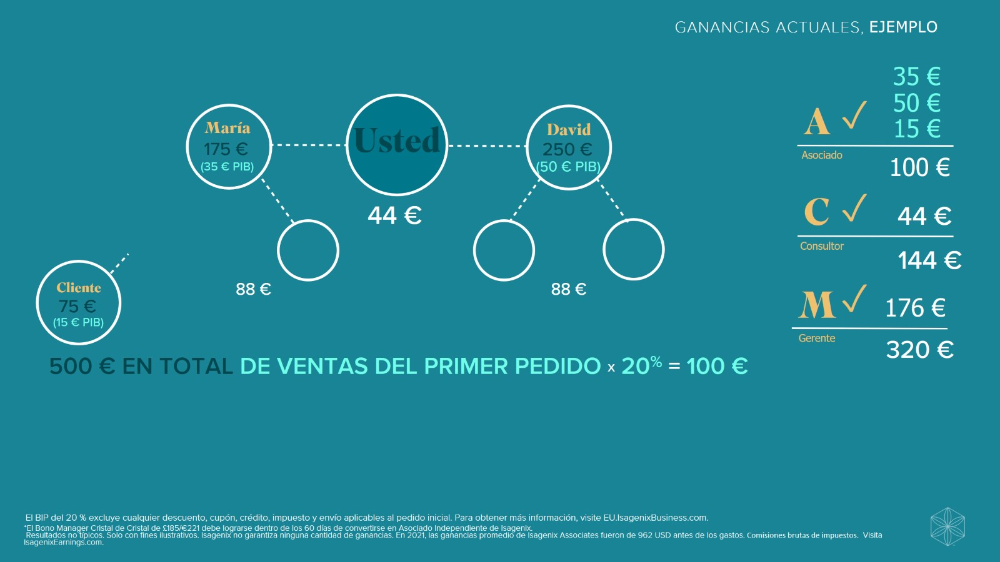 GANANCIAS ACTUALES, EJEMPLO
María
175 €
(35 € PIB)
Usted
44 €
David
250 €
(50 € PIB)
88 €
88 €
Cliente
75 €
(15 € PIB)
35 €
50 €
15 €
A ✓
Asociado
100 €
C ✓ 44 €
Consultor
144 €
M ✓ 176 €
Gerente
320 €
500 € EN TOTAL DE VENTAS DEL PRIMER PEDIDO x 20% = 100 €
El BIP del 20 % excluye cualquier descuento, cupón, crédito, impuesto y envío aplicables al pedido inicial. Para obtener más información, visite EU.IsagenixBusiness.com.
*El Bono Manager Cristal de Cristal de £185/€221 debe lograrse dentro de los 60 días de convertirse en Asociado Independiente de Isagenix.
Resultados no típicos. Solo con fines ilustrativos. Isagenix no garantiza ninguna cantidad de ganancias. En 2021, las ganancias promedio de Isagenix Associates fueron de 962 USD antes de los gastos. Comisiones brutas de impuestos. Visita
IsagenixEarnings.com.